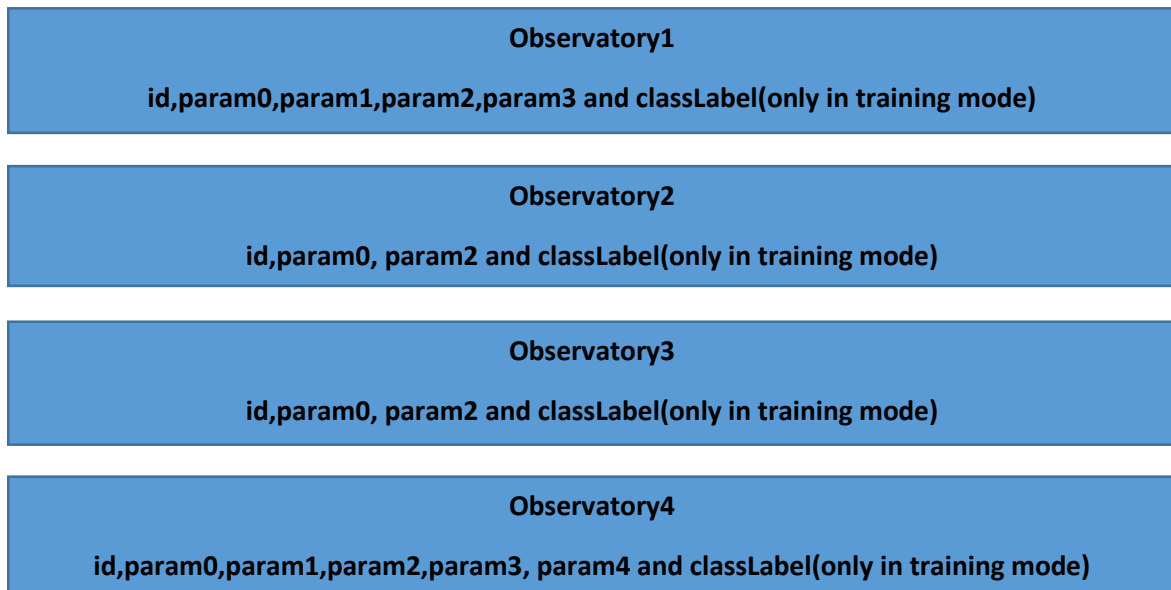 Observatory1
id,param0,param1,param2,param3 and classLabel(only in training mode)
Observatory2
id,param0, param2 and classLabel(only in training mode)
Observatory3
id,param0, param2 and classLabel(only in training mode)
Observatory4
id,param0,param1,param2,param3, param4 and classLabel(only in training mode)